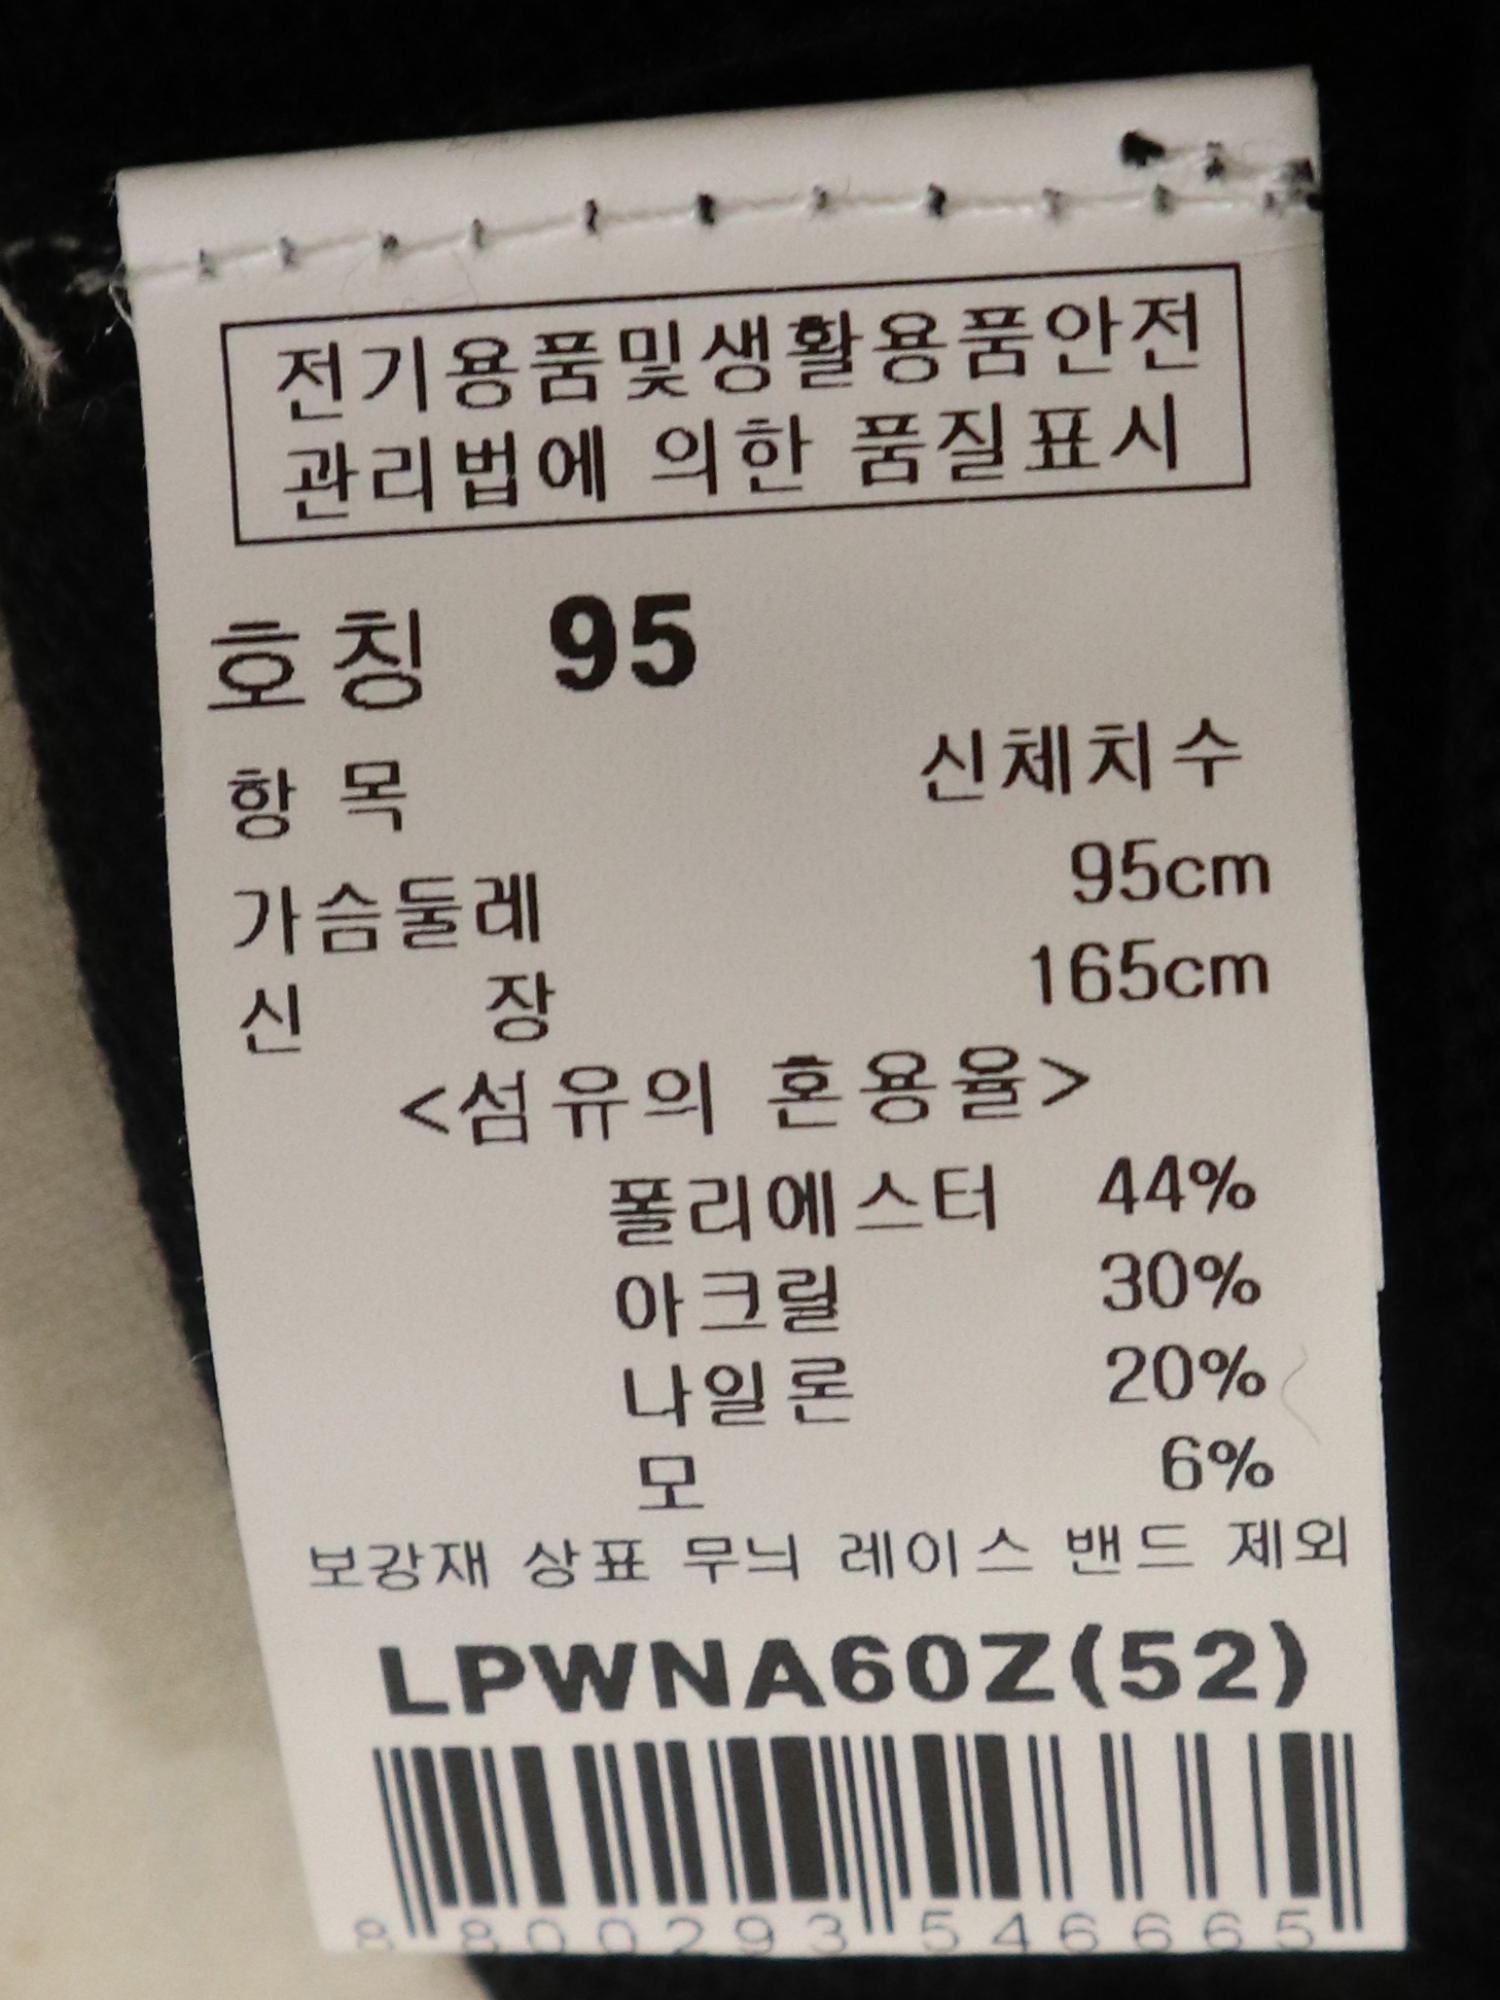 전기용품및생활용품안전
관리법에 의한 품질표시
호칭 95
항목 신체치수
가슴둘레 95cm
신장 165cm
<섬유의 혼용율>
폴리에스터 44%
아크릴 30%
나일론 20%
모 6%
보강재 상표 무늬 레이스 밴드 제외
LPWNA60Z(52)
8 800293 546665